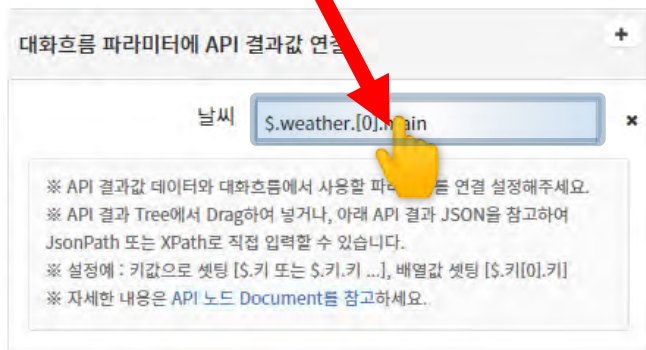 대화흐름 파라미터에 API 결과값 연결
+
날씨 $.weather.[0].main ×
※ API 결과값 데이터와 대화흐름에서 사용할 를 연결 설정해주세요.
※ API 결과 Tree에서 Drag하여 넣거나, 아래 API 결과 JSON을 참고하여
JsonPath 또는 XPath로 직접 입력할 수 있습니다.
※ 설정예 : 키값으로 셋팅 [$.키 또는 $.키.키 ...], 배열값 셋팅 [$.키[0].키]
※ 자세한 내용은 API 노드 Document를 참고하세요.